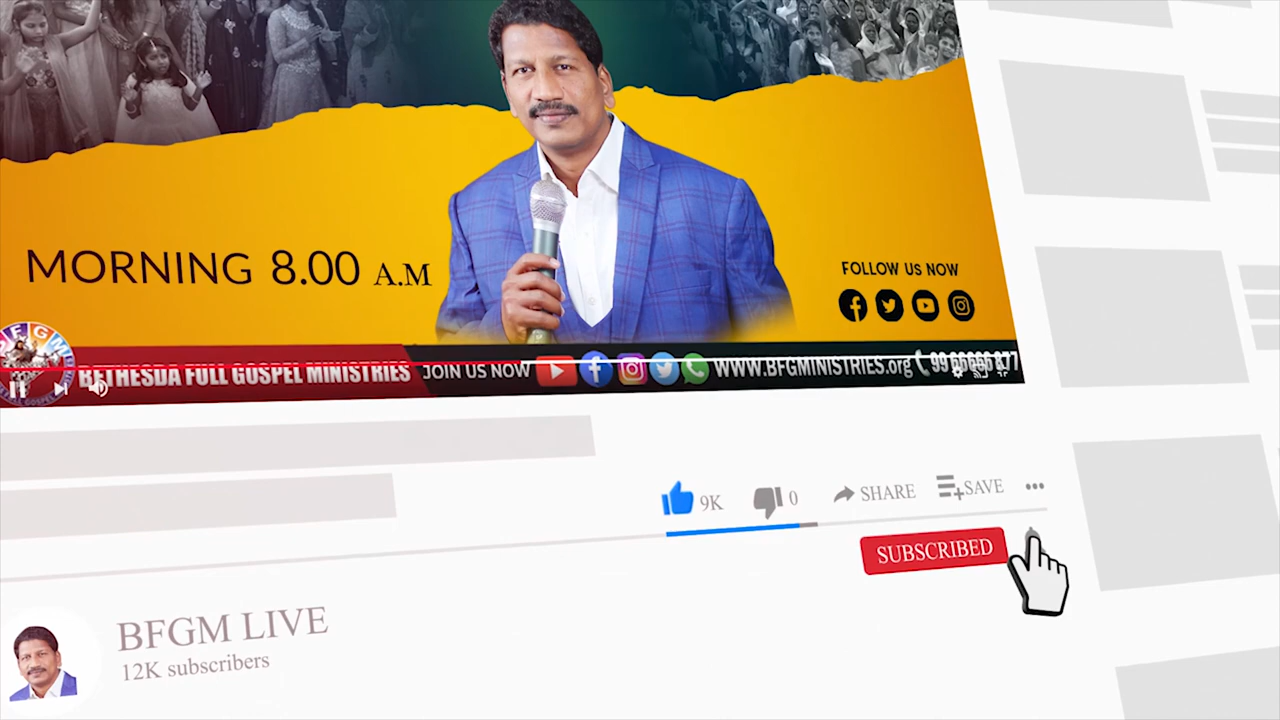 MORNING 8.00 A.M
FOLLOW US NOW
BFGM
BETHESDA FULL GOSPEL MINISTRIES
JOIN US NOW
WWW.BFGMINISTRIES.org
9K
0
SHARE
SAVE
SUBSCRIBED
BFGM LIVE
12K subscribers